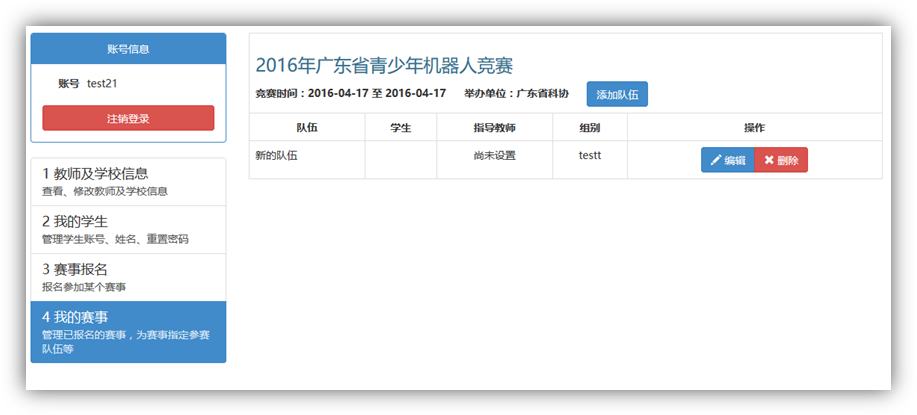 账号信息
账号 test21
注销登录
1 教师及学校信息
查看、修改教师及学校信息
2 我的学生
管理学生账号、姓名、重置密码
3 赛事报名
报名参加某个赛事
4 我的赛事
管理已报名的赛事，为赛事指定参赛
队伍等
2016年广东省青少年机器人竞赛
竞赛时间：2016-04-17 至 2016-04-17 举办单位：广东省科协 添加队伍
队伍 学生 指导教师 组别 操作
新的队伍 尚未设置 testt 编辑 删除